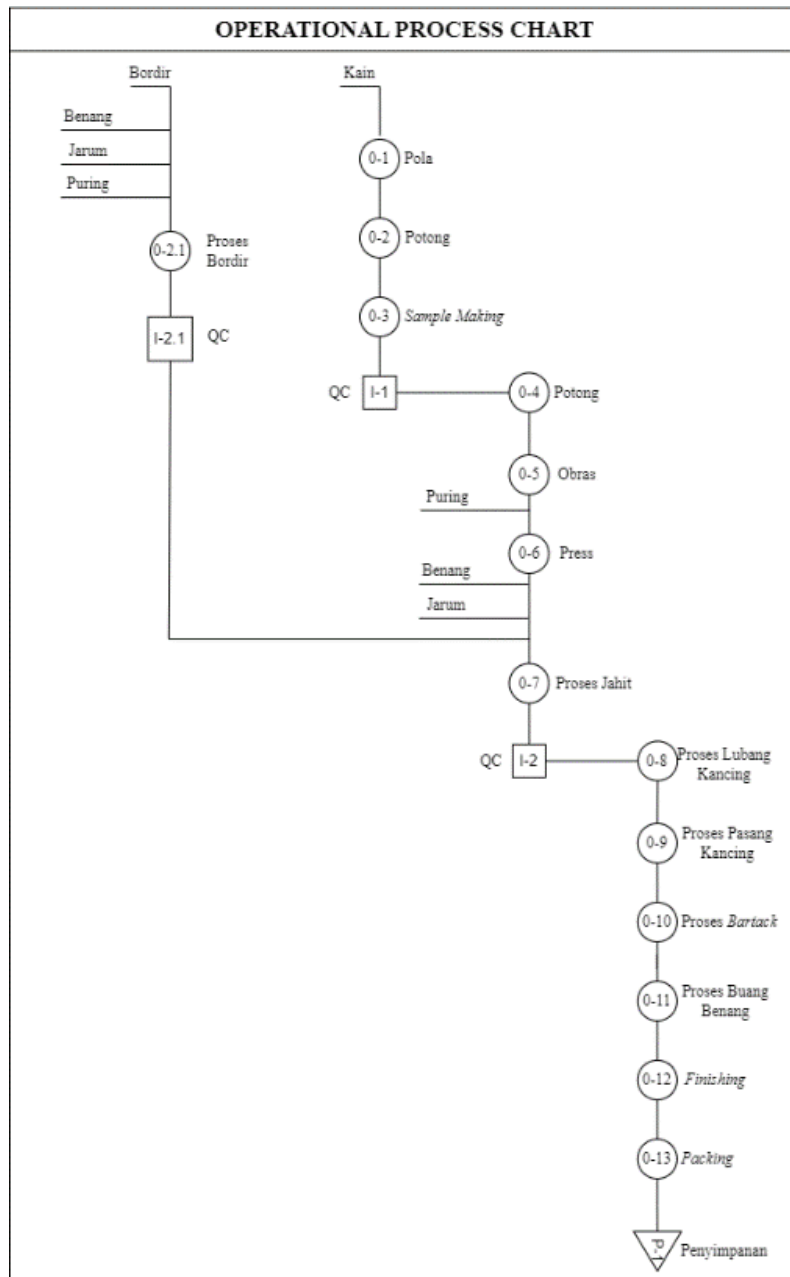 OPERATIONAL PROCESS CHART
Bordir
Kain
Benang
Jarum
Puring
0-1 Pola
0-2 Potong
0-2.1 Proses
Bordir
0-3 Sample Making
I-2.1 QC
QC I-1
0-4 Potong
0-5 Obras
Puring
0-6 Press
Benang
Jarum
0-7 Proses Jahit
QC I-2
0-8 Proses Lubang
Kancing
0-9 Proses Pasang
Kancing
0-10 Proses Bartack
0-11 Proses Buang
Benang
0-12 Finishing
0-13 Packing
P-1 Penyimpanan